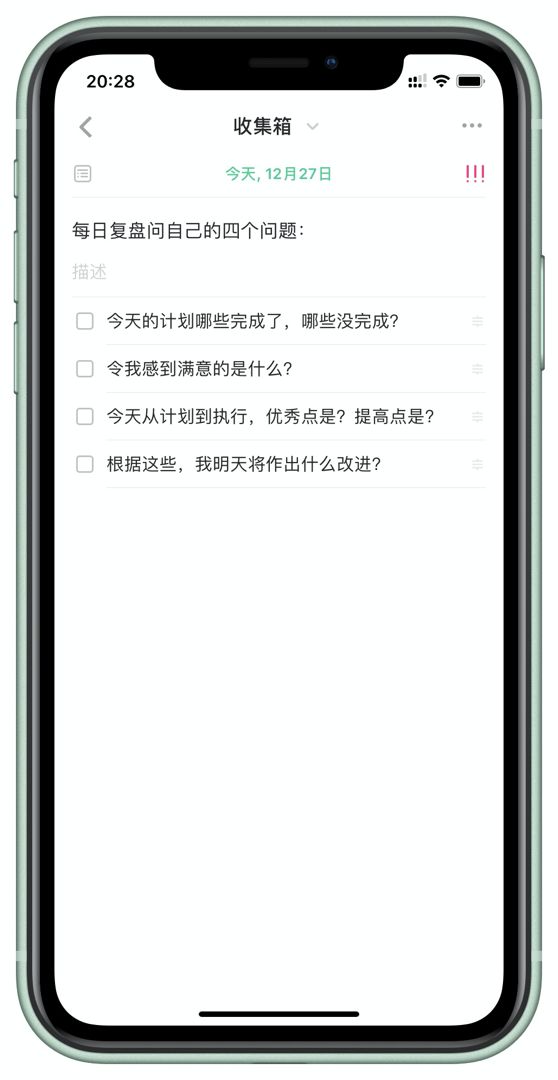 20:28
收集箱
今天, 12月27日
!!!
每日复盘问自己的四个问题：
描述
今天的计划哪些完成了，哪些没完成？
令我感到满意的是什么？
今天从计划到执行，优秀点是？提高点是？
根据这些，我明天将作出什么改进？